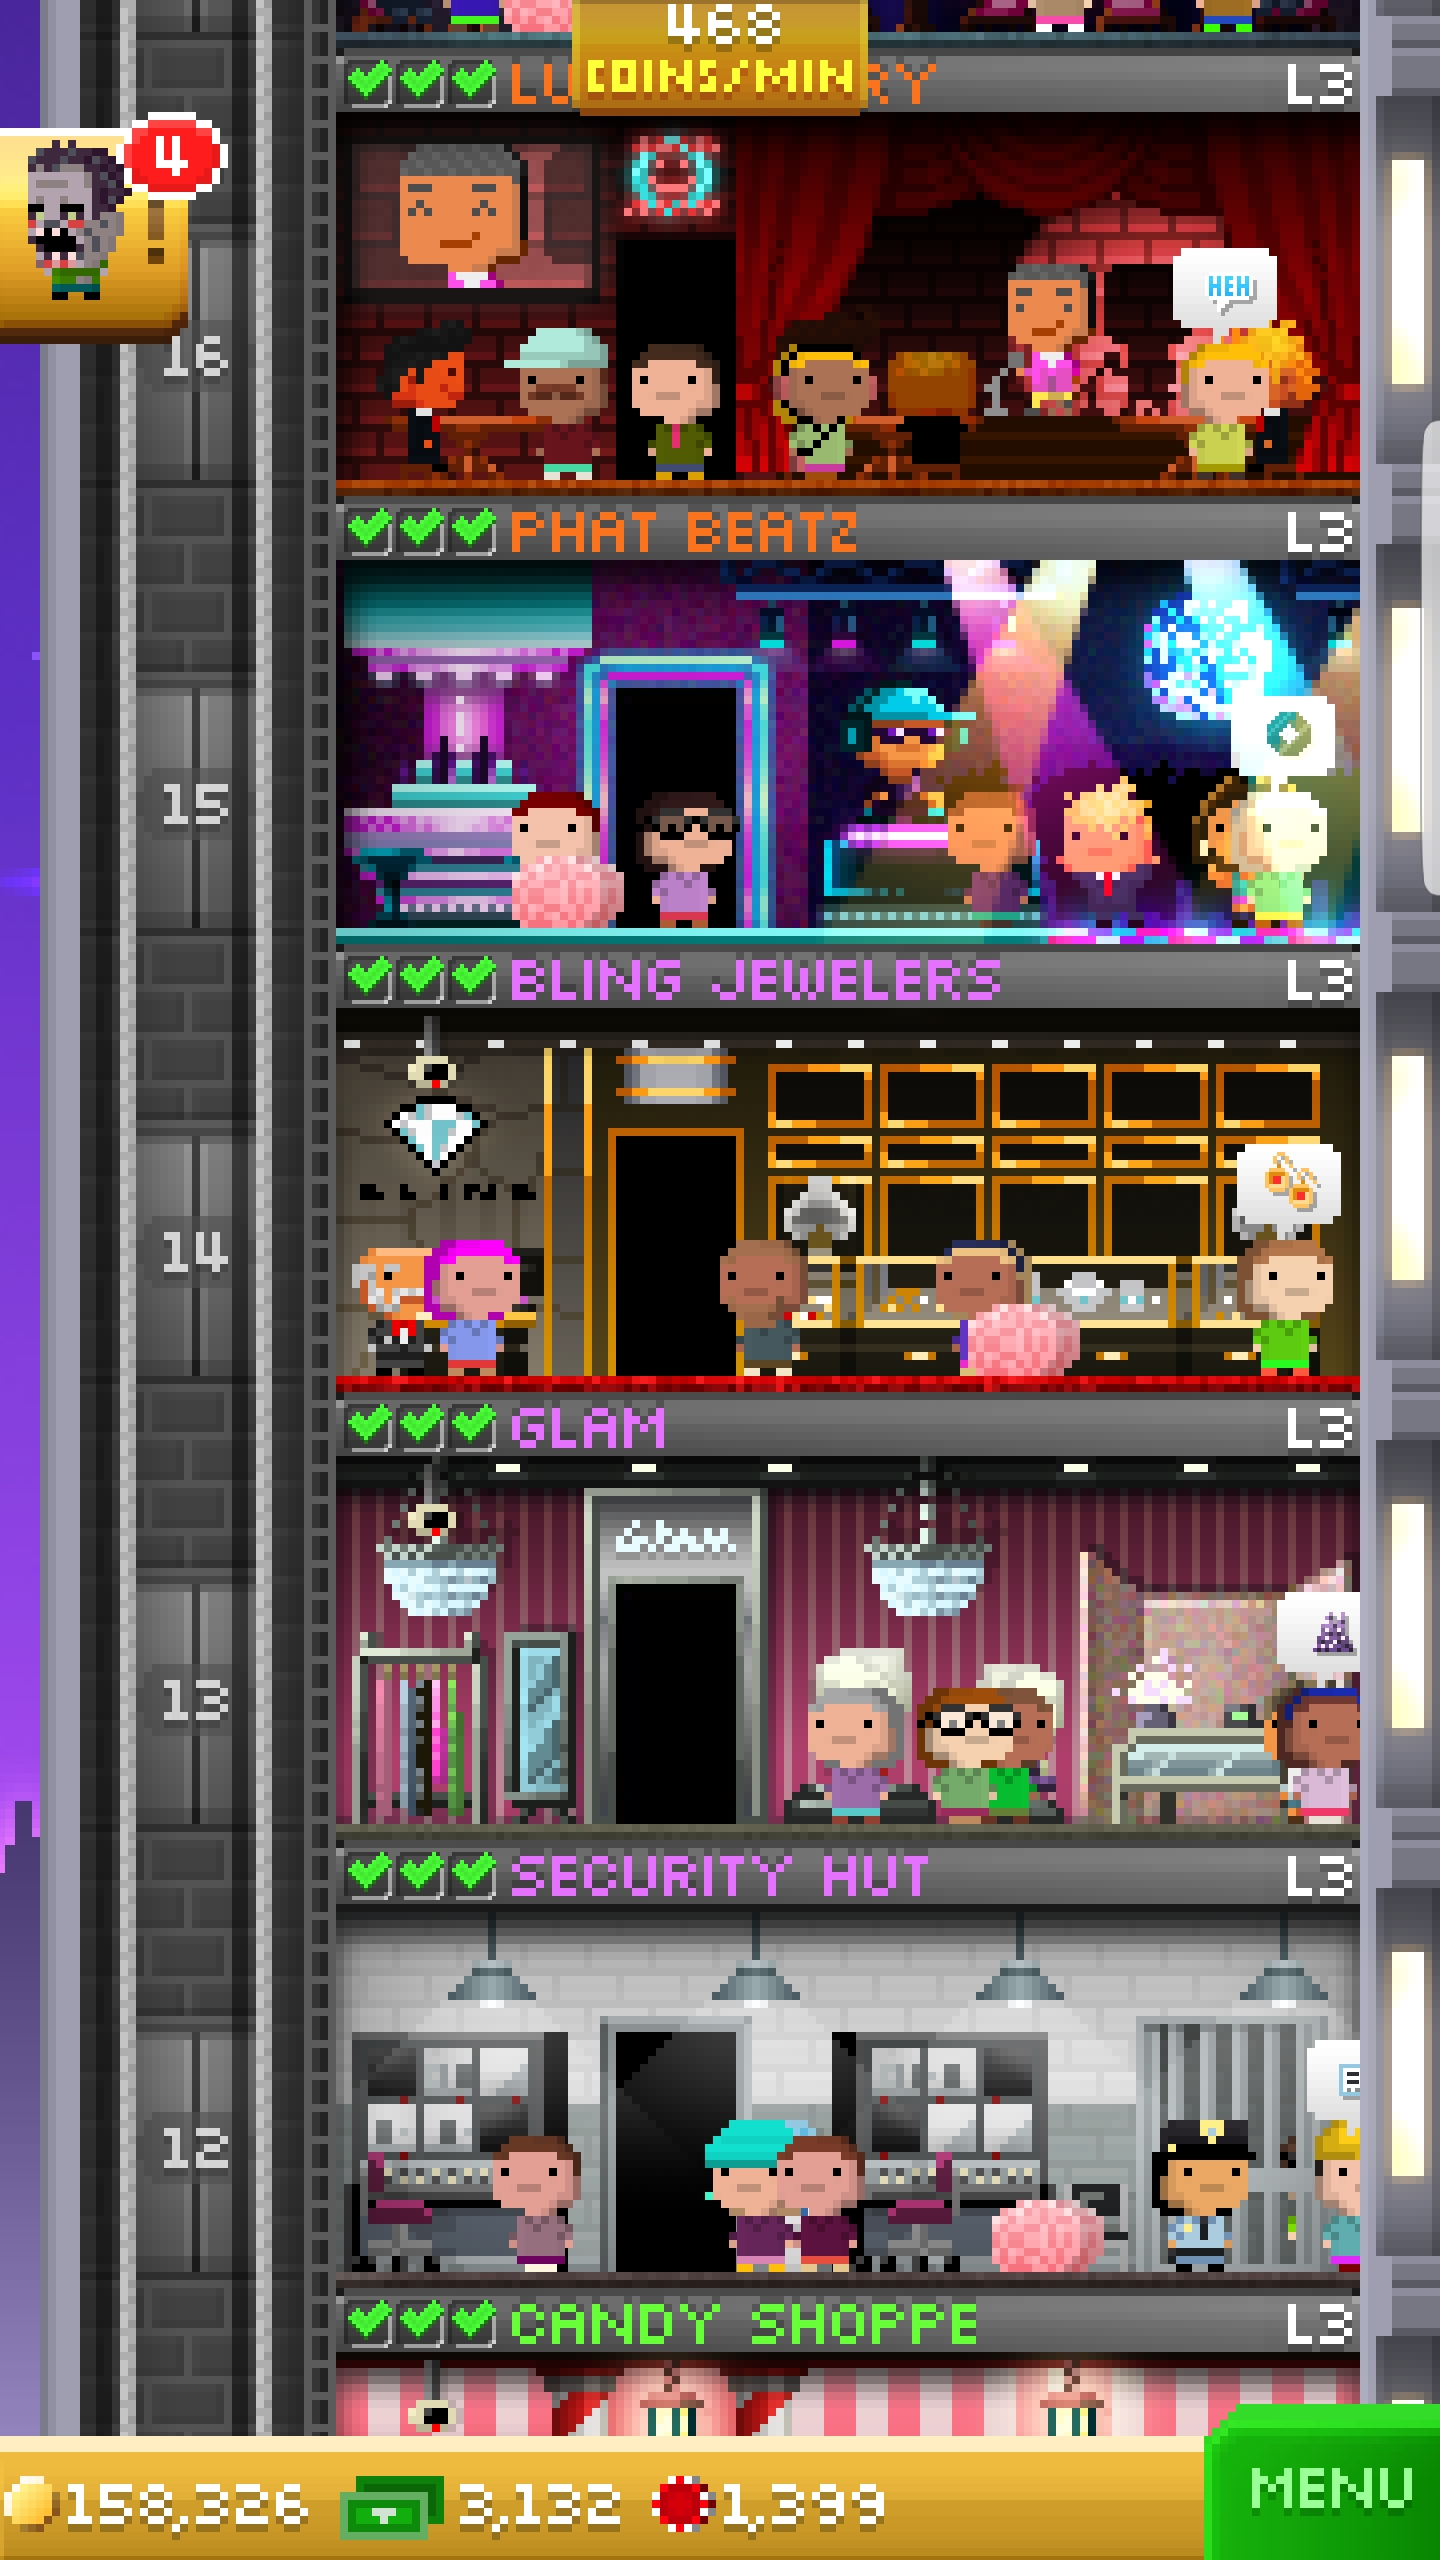 468
COINS/MIN
LU RY L3
4
!
HEH
16
PHAT BEATZ L3
15
BLING JEWELERS L3
BLING
14
GLAM L3
Glam
13
SECURITY HUT L3
12
CANDY SHOPPE L3
158,326 3,132 1,399
MENU